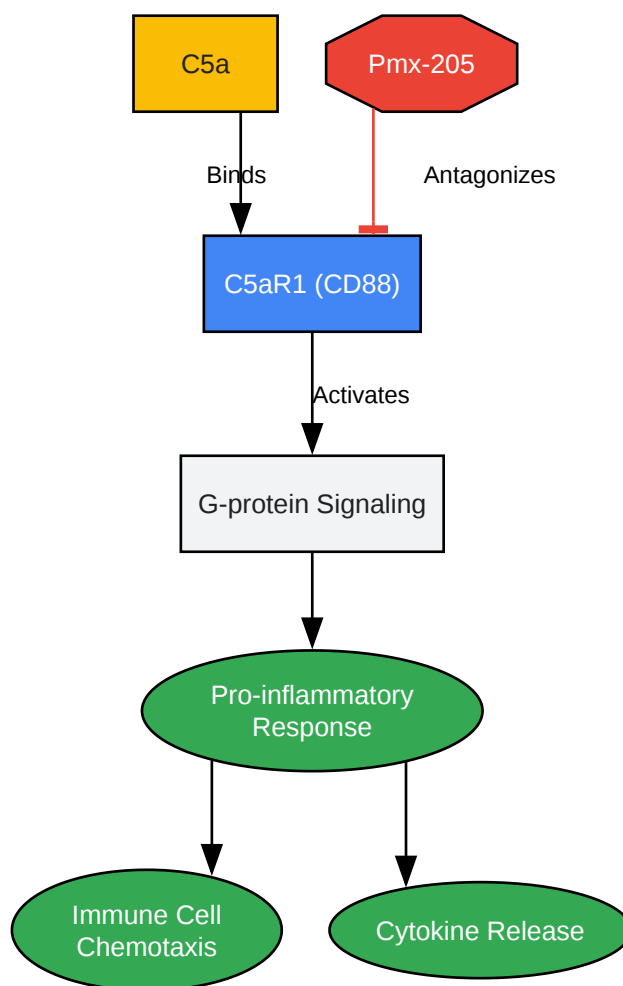 C5a
Pmx-205
Binds
Antagonizes
C5aR1 (CD88)
Activates
G-protein Signaling
Pro-inflammatory
Response
Immune Cell
Chemotaxis
Cytokine Release